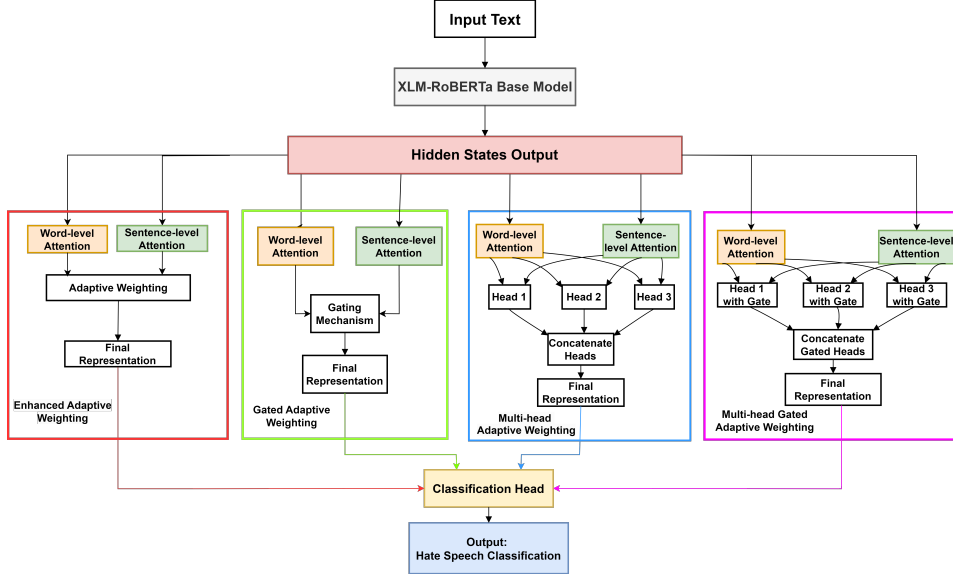 Input Text
XLM-RoBERTa Base Model
Hidden States Output
Word-level
Attention
Sentence-level
Attention
Adaptive Weighting
Final
Representation
Enhanced Adaptive
Weighting
Word-level
Attention
Sentence-level
Attention
Gating
Mechanism
Final
Representation
Gated Adaptive
Weighting
Word-level
Attention
Sentence-
level Attention
Head 1
Head 2
Head 3
Concatenate
Heads
Final
Representation
Multi-head
Adaptive Weighting
Word-level
Attention
Sentence-level
Attention
Head 1
with Gate
Head 2
with Gate
Head 3
with Gate
Concatenate
Gated Heads
Final
Representation
Multi-head Gated
Adaptive Weighting
Classification Head
Output:
Hate Speech Classification